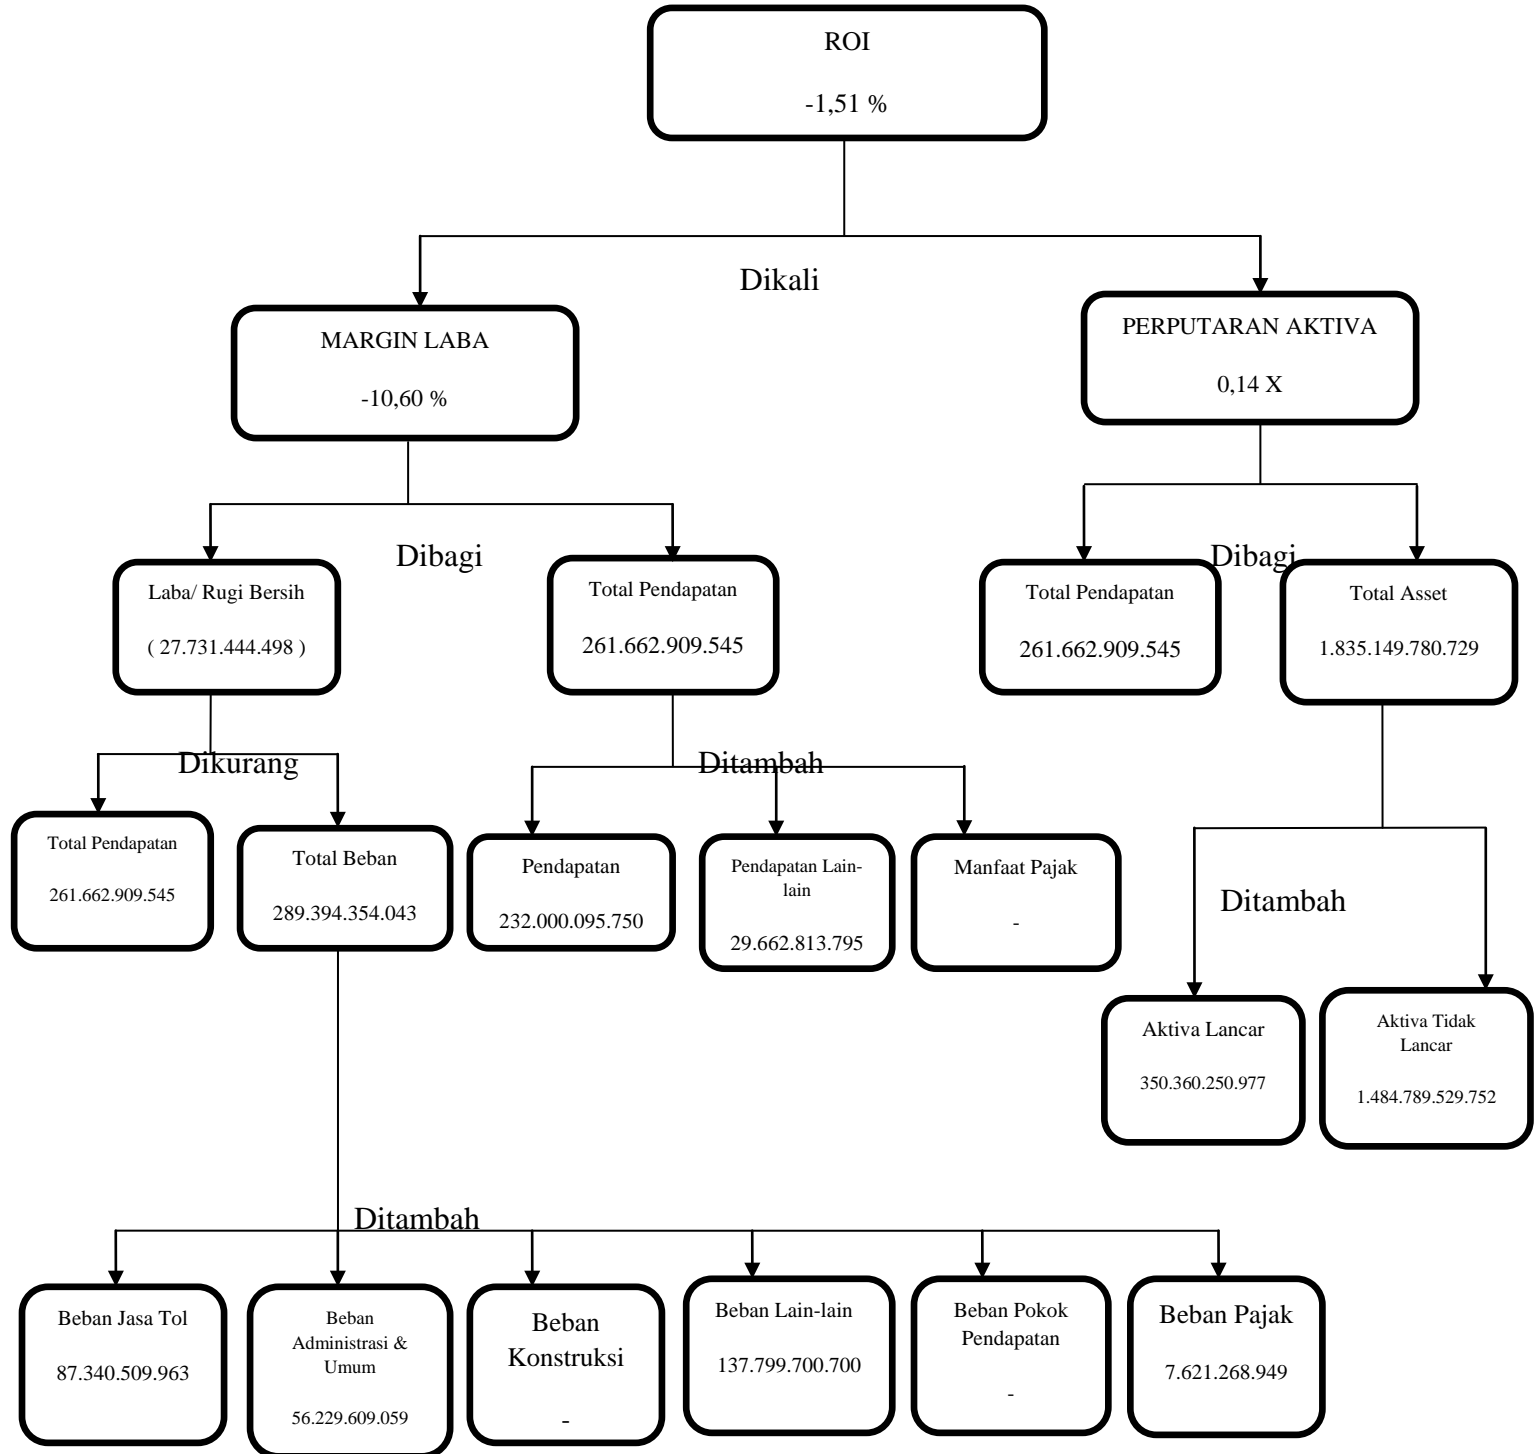 ROI
-1,51 %
Dikali
MARGIN LABA
-10,60 %
PERPUTARAN AKTIVA
0,14 X
Dibagi
Dibagi
Laba/ Rugi Bersih
( 27.731.444.498 )
Total Pendapatan
261.662.909.545
Total Pendapatan
261.662.909.545
Total Asset
1.835.149.780.729
Dikurang
Ditambah
Total Pendapatan
261.662.909.545
Total Beban
289.394.354.043
Pendapatan
232.000.095.750
Pendapatan Lain-
lain
29.662.813.795
Manfaat Pajak
-
Ditambah
Aktiva Lancar
350.360.250.977
Aktiva Tidak
Lancar
1.484.789.529.752
Ditambah
Beban Jasa Tol
87.340.509.963
Beban
Administrasi &
Umum
56.229.609.059
Beban
Konstruksi
-
Beban Lain-lain
137.799.700.700
Beban Pokok
Pendapatan
-
Beban Pajak
7.621.268.949